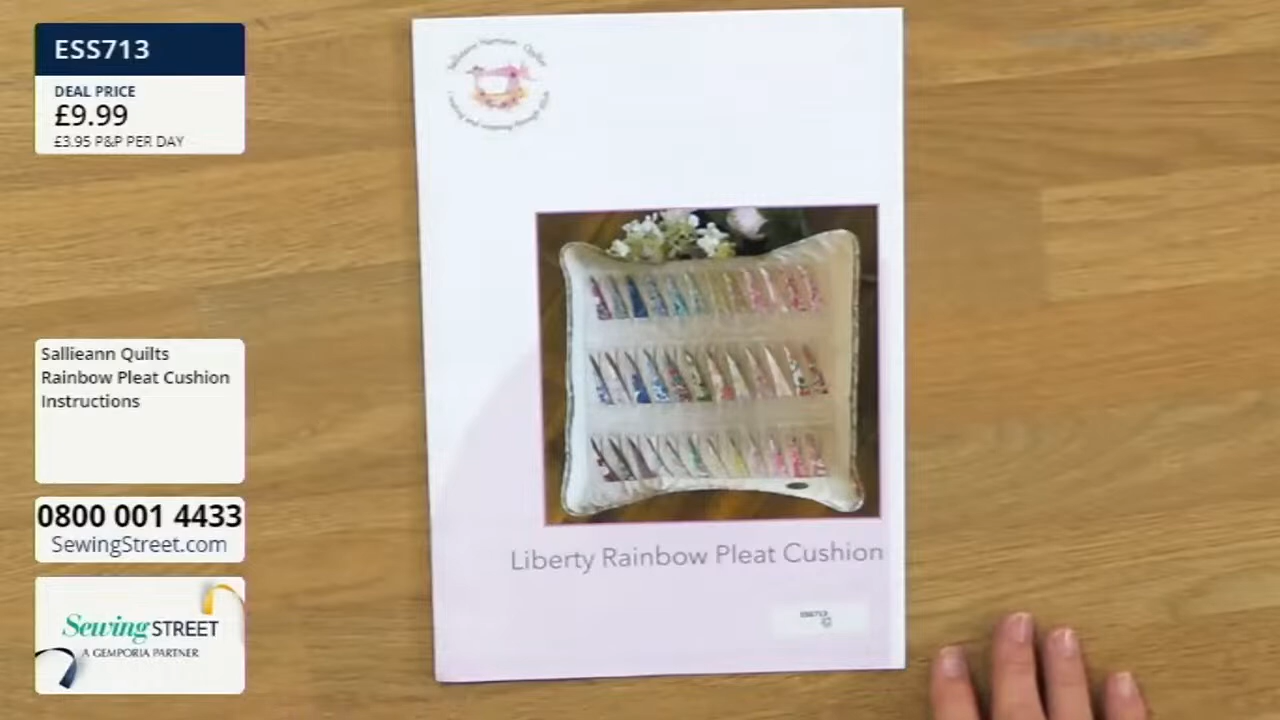 ESS713
DEAL PRICE
£9.99
£3.95 P&P PER DAY
Sallieann Quilts
Rainbow Pleat Cushion
Instructions
0800 001 4433
SewingStreet.com
Sewing STREET
A GEMPORIA PARTNER
Liberty Rainbow Pleat Cushion
ESS713